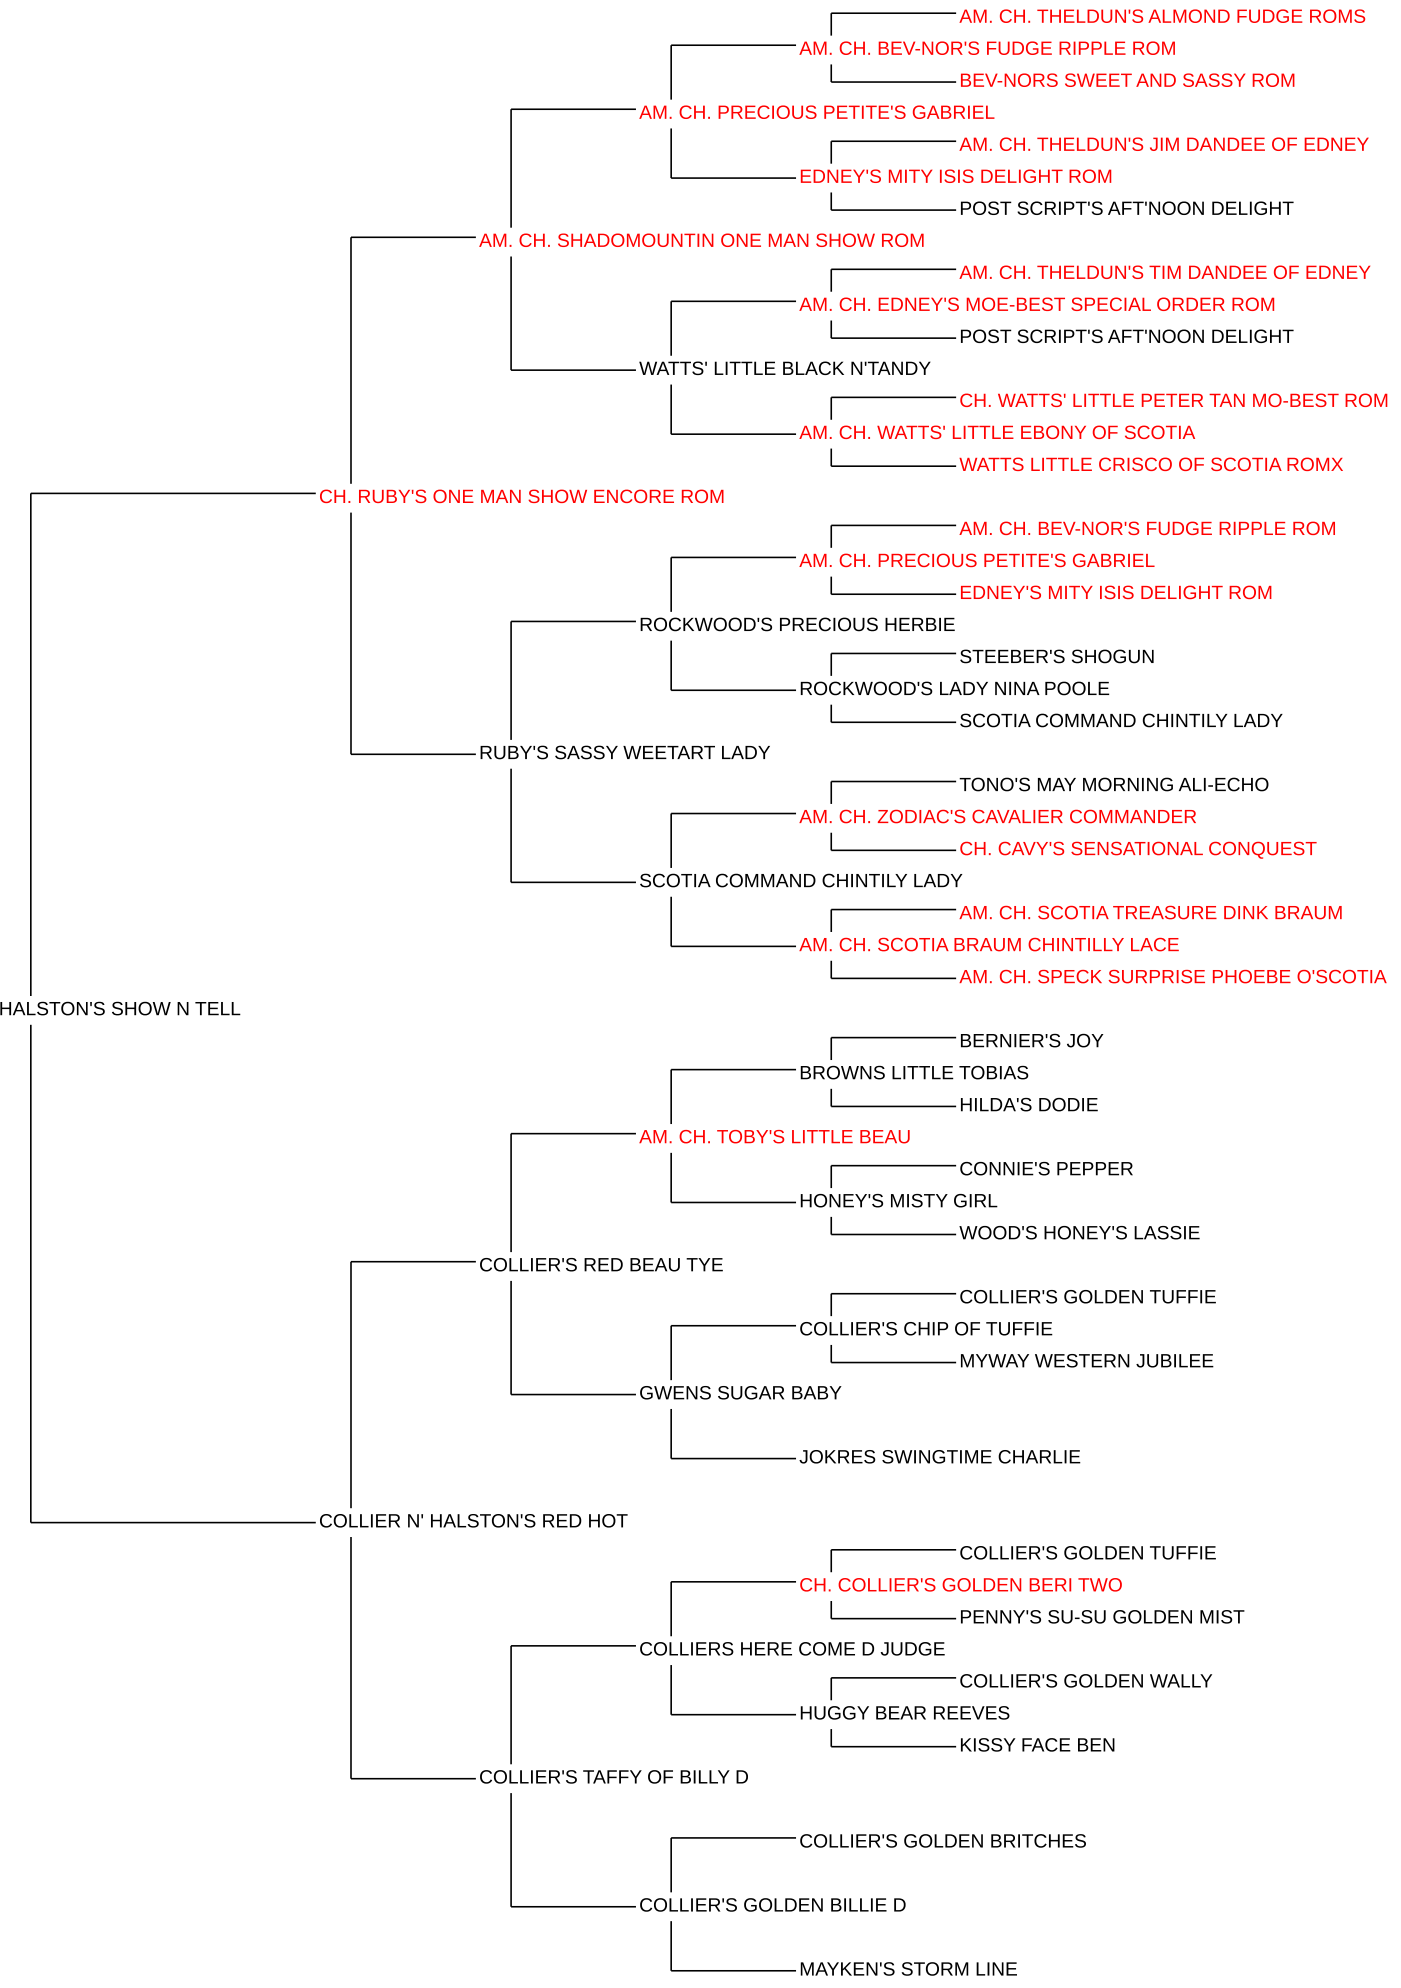 AM. CH. THELDUN'S ALMOND FUDGE ROMS
AM. CH. BEV-NOR'S FUDGE RIPPLE ROM
BEV-NORS SWEET AND SASSY ROM
AM. CH. PRECIOUS PETITE'S GABRIEL
AM. CH. THELDUN'S JIM DANDEE OF EDNEY
EDNEY'S MITY ISIS DELIGHT ROM
POST SCRIPT'S AFT'NOON DELIGHT
AM. CH. SHADOMOUNTIN ONE MAN SHOW ROM
AM. CH. THELDUN'S TIM DANDEE OF EDNEY
AM. CH. EDNEY'S MOE-BEST SPECIAL ORDER ROM
POST SCRIPT'S AFT'NOON DELIGHT
WATTS' LITTLE BLACK N'TANDY
CH. WATTS' LITTLE PETER TAN MO-BEST ROM
AM. CH. WATTS' LITTLE EBONY OF SCOTIA
WATTS LITTLE CRISCO OF SCOTIA ROMX
CH. RUBY'S ONE MAN SHOW ENCORE ROM
AM. CH. BEV-NOR'S FUDGE RIPPLE ROM
AM. CH. PRECIOUS PETITE'S GABRIEL
EDNEY'S MITY ISIS DELIGHT ROM
ROCKWOOD'S PRECIOUS HERBIE
STEEBER'S SHOGUN
ROCKWOOD'S LADY NINA POOLE
SCOTIA COMMAND CHINTILY LADY
RUBY'S SASSY WEETART LADY
TONO'S MAY MORNING ALI-ECHO
AM. CH. ZODIAC'S CAVALIER COMMANDER
CH. CAVY'S SENSATIONAL CONQUEST
SCOTIA COMMAND CHINTILY LADY
AM. CH. SCOTIA TREASURE DINK BRAUM
AM. CH. SCOTIA BRAUM CHINTILLY LACE
AM. CH. SPECK SURPRISE PHOEBE O'SCOTIA
HALSTON'S SHOW N TELL
BERNIER'S JOY
BROWNS LITTLE TOBIAS
HILDA'S DODIE
AM. CH. TOBY'S LITTLE BEAU
CONNIE'S PEPPER
HONEY'S MISTY GIRL
WOOD'S HONEY'S LASSIE
COLLIER'S RED BEAU TYE
COLLIER'S GOLDEN TUFFIE
COLLIER'S CHIP OF TUFFIE
MYWAY WESTERN JUBILEE
GWENS SUGAR BABY
JOKRES SWINGTIME CHARLIE
COLLIER N' HALSTON'S RED HOT
COLLIER'S GOLDEN TUFFIE
CH. COLLIER'S GOLDEN BERI TWO
PENNY'S SU-SU GOLDEN MIST
COLLIERS HERE COME D JUDGE
COLLIER'S GOLDEN WALLY
HUGGY BEAR REEVES
KISSY FACE BEN
COLLIER'S TAFFY OF BILLY D
COLLIER'S GOLDEN BRITCHES
COLLIER'S GOLDEN BILLIE D
MAYKEN'S STORM LINE